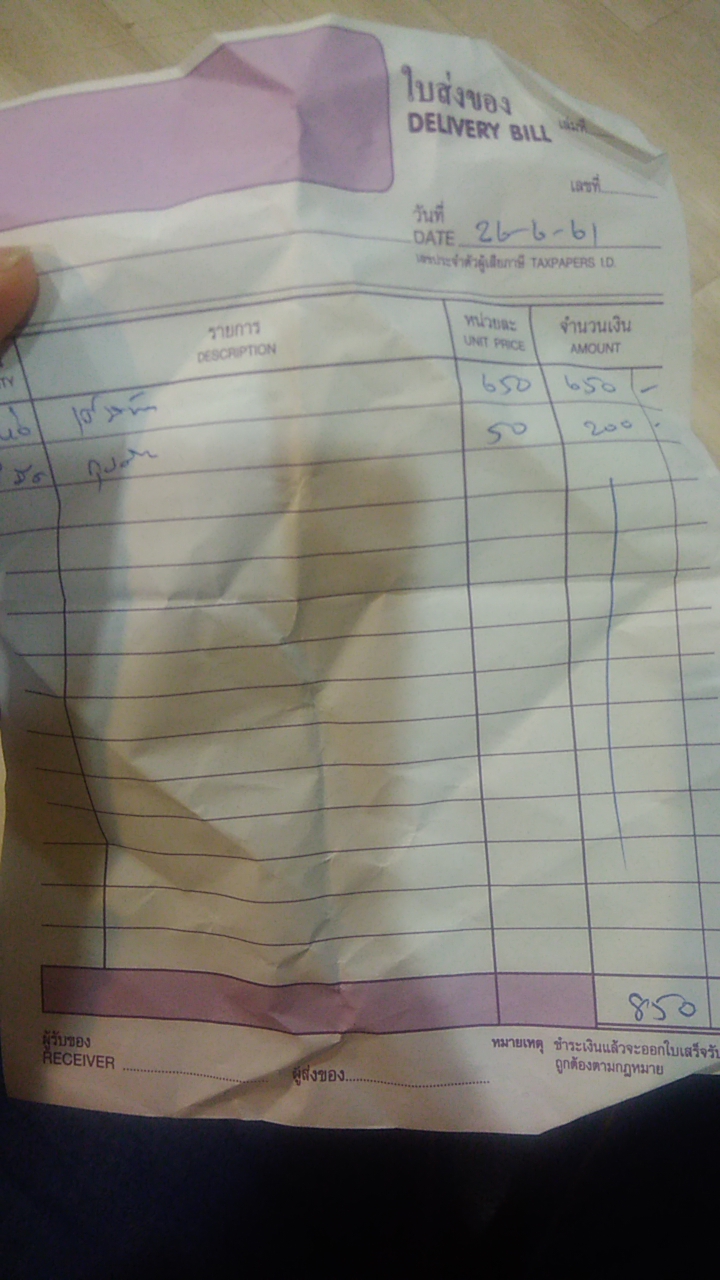 ใบส่งของ
DELIVERY BILL เล่มที่
เลขที่
วันที่
DATE 26-6-61
เลขประจำตัวผู้เสียภาษี TAXPAPERS I.D.
รายการ หน่วยละ จำนวนเงิน
TY DESCRIPTION UNIT PRICE AMOUNT
650 650 -
50 200 -
850
ผู้รับของ หมายเหตุ ชำระเงินแล้วจะออกใบเสร็จรับ
RECEIVER ผู้ส่งของ ถูกต้องตามกฎหมาย